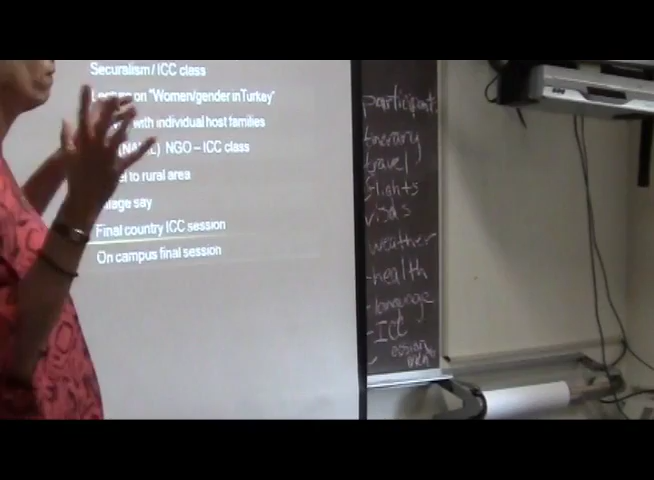 Securalism / ICC class
Lecture on "Women/gender in Turkey"
with individual host families
NGO – ICC class
to rural area
say
Final country ICC session
On campus final session
participant
travel
flights
visas
weather
-health
-language
-ICC